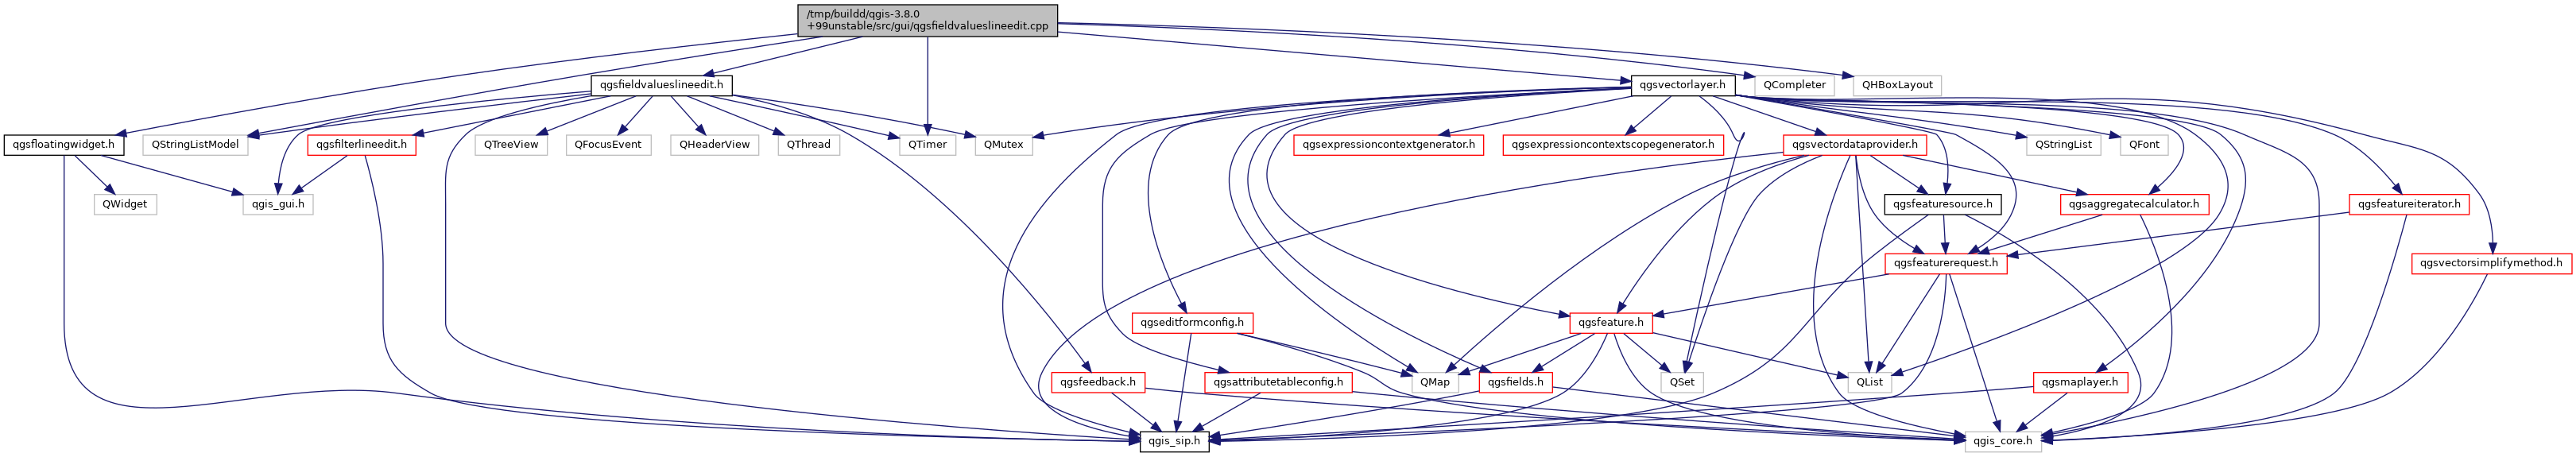 /tmp/buildd/qgis-3.8.0
+99unstable/src/gui/qgsfieldvalueslineedit.cpp
qgsfieldvalueslineedit.h
qgsvectorlayer.h
QCompleter
QHBoxLayout
qgsfloatingwidget.h
QStringListModel
qgsfilterlineedit.h
QTreeView
QFocusEvent
QHeaderView
QThread
QTimer
QMutex
qgsexpressioncontextgenerator.h
qgsexpressioncontextscopegenerator.h
qgsvectordataprovider.h
QStringList
QFont
QWidget
qgis_gui.h
qgsfeaturesource.h
qgsaggregatecalculator.h
qgsfeatureiterator.h
qgsfeaturerequest.h
qgsvectorsimplifymethod.h
qgseditformconfig.h
qgsfeature.h
qgsfeedback.h
qgsattributetableconfig.h
QMap
qgsfields.h
QSet
QList
qgsmaplayer.h
qgis_sip.h
qgis_core.h